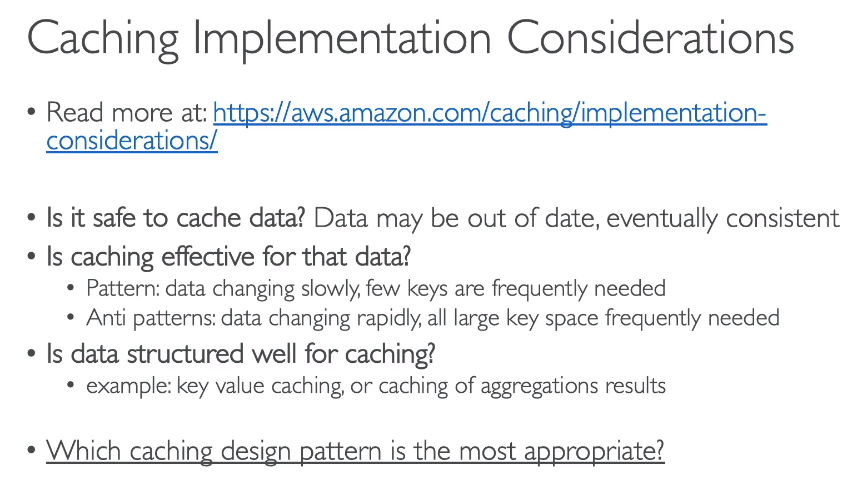 Caching Implementation Considerations
• Read more at: https://aws.amazon.com/caching/implementation-
considerations/
• Is it safe to cache data? Data may be out of date, eventually consistent
• Is caching effective for that data?
• Pattern: data changing slowly, few keys are frequently needed
• Anti patterns: data changing rapidly, all large key space frequently needed
• Is data structured well for caching?
• example: key value caching, or caching of aggregations results
• Which caching design pattern is the most appropriate?